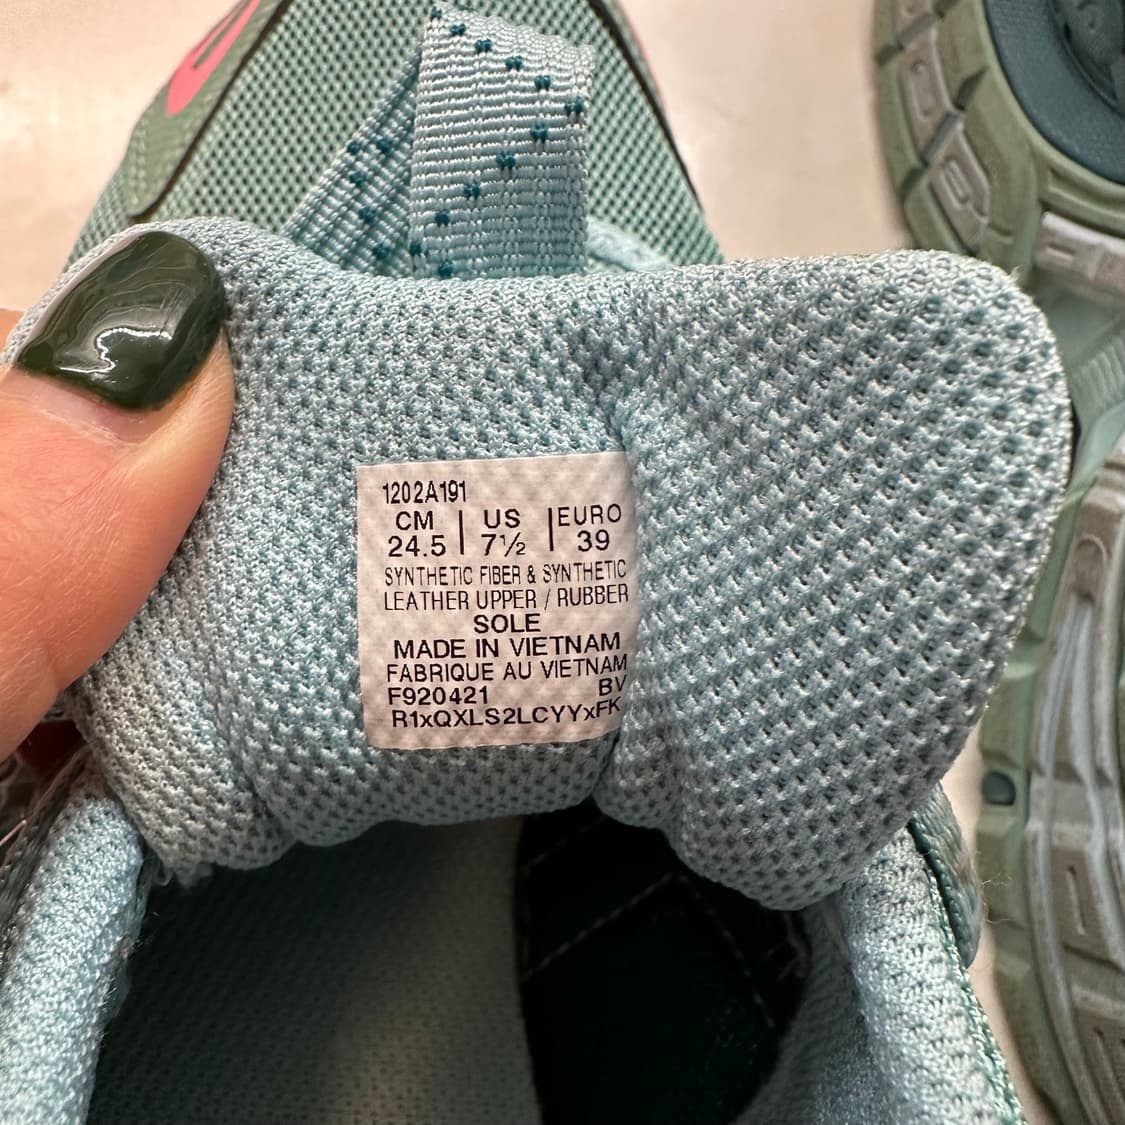 1202A191
CM | US | EURO
24.5 | 7½ | 39
SYNTHETIC FIBER & SYNTHETIC
LEATHER UPPER / RUBBER
SOLE
MADE IN VIETNAM
FABRIQUE AU VIETNAM
F920421 BV
R1xQXLS2LCYYxFK